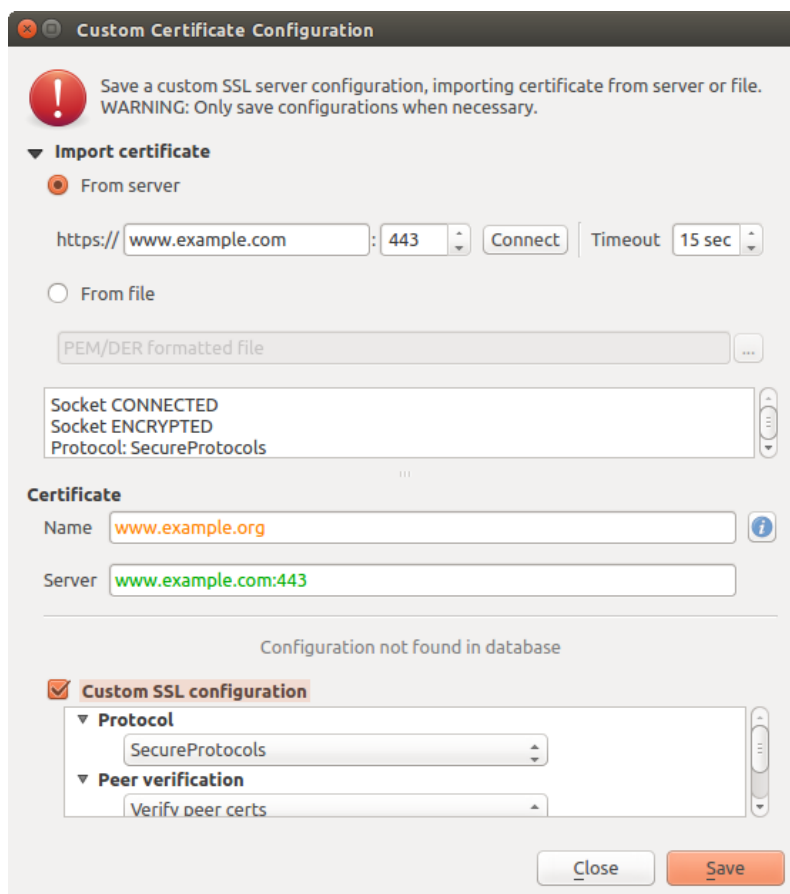 Custom Certificate Configuration
Save a custom SSL server configuration, importing certificate from server or file.
WARNING: Only save configurations when necessary.
Import certificate
From server
https:// www.example.com : 443 Connect Timeout 15 sec
From file
PEM/DER formatted file ...
Socket CONNECTED
Socket ENCRYPTED
Protocol: SecureProtocols
Certificate
Name www.example.org
Server www.example.com:443
Configuration not found in database
Custom SSL configuration
Protocol
SecureProtocols
Peer verification
Verify peer certs
Close Save